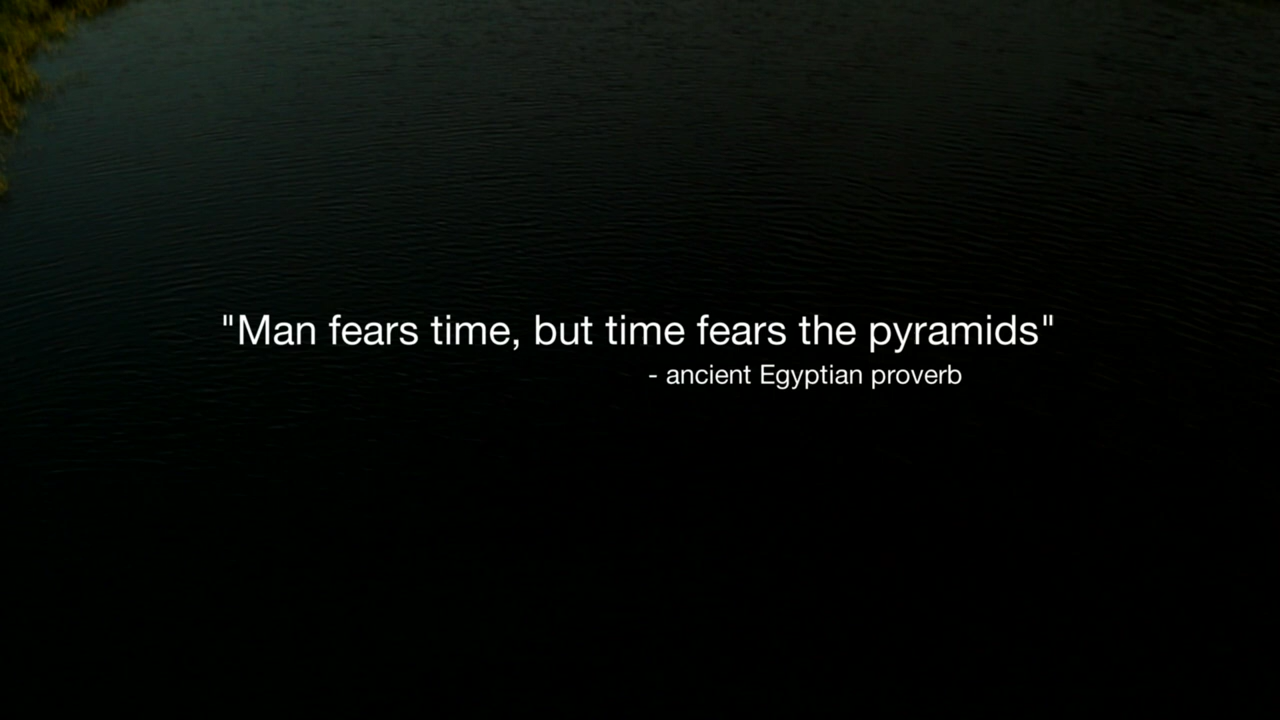 "Man fears time, but time fears the pyramids"
- ancient Egyptian proverb